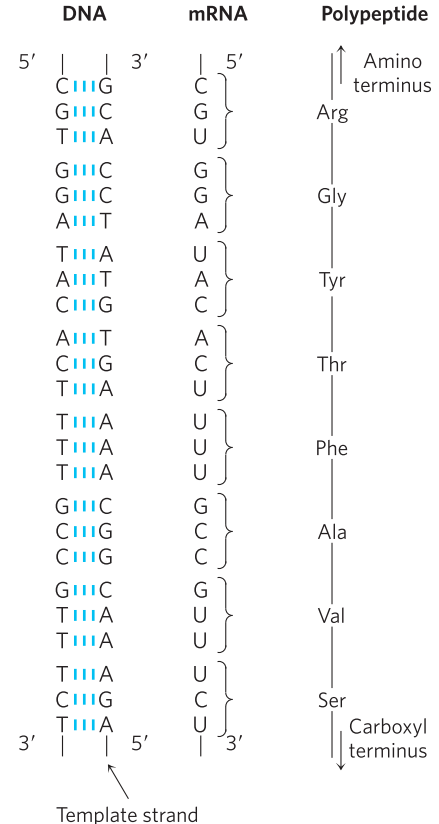 DNA mRNA Polypeptide
5′ 3′ 5′ Amino
terminus
C G C
G C G Arg
T A U
G C G
G C G Gly
A T A
T A U
A T A Tyr
C G C
A T A
C G C Thr
T A U
T A U
T A U Phe
T A U
G C G
C G C Ala
C G C
G C G
T A U Val
T A U
T A U
C G C Ser
T A U
3′ 5′ 3′ Carboxyl
terminus
Template strand